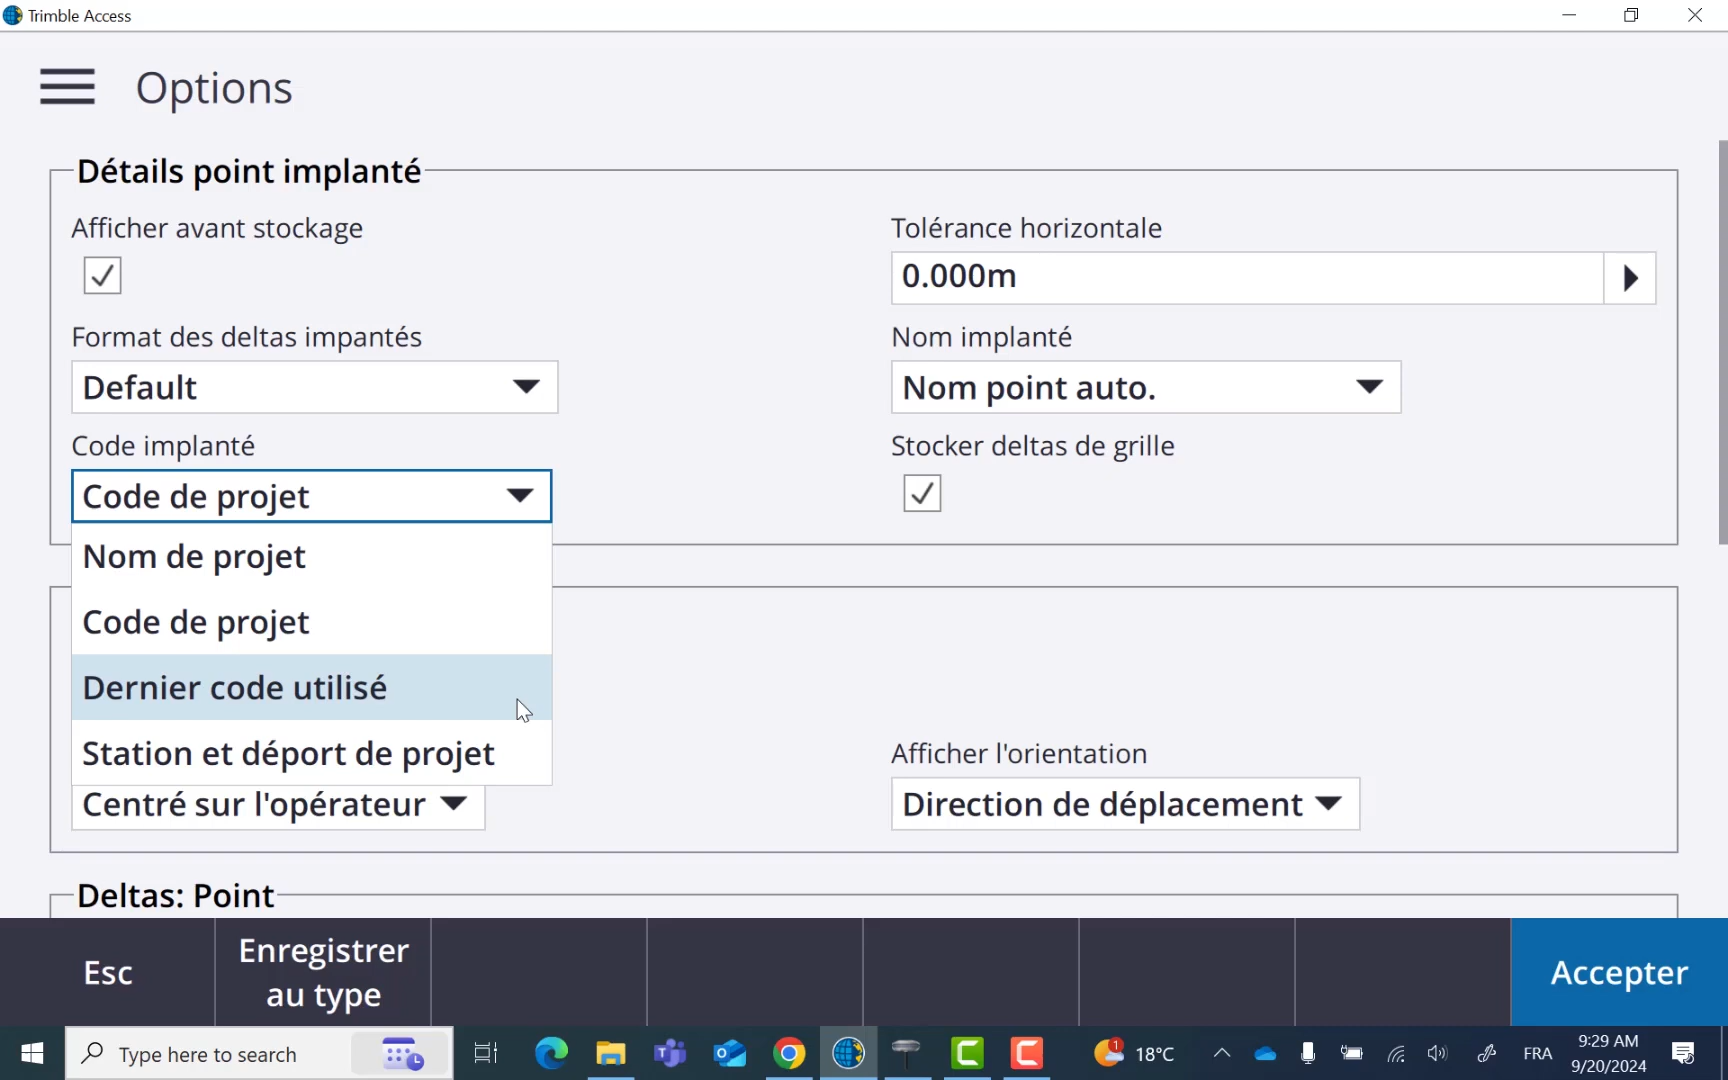 Trimble Access
Options
Détails point implanté
Afficher avant stockage
Tolérance horizontale
0.000m
Format des deltas impantés
Nom implanté
Default
Nom point auto.
Code implanté
Stocker deltas de grille
Code de projet
Nom de projet
Code de projet
Dernier code utilisé
Station et déport de projet
Afficher l'orientation
Centré sur l'opérateur
Direction de déplacement
Deltas: Point
Esc
Enregistrer
au type
Accepter
Type here to search
1
18°C
FRA
9:29 AM
9/20/2024